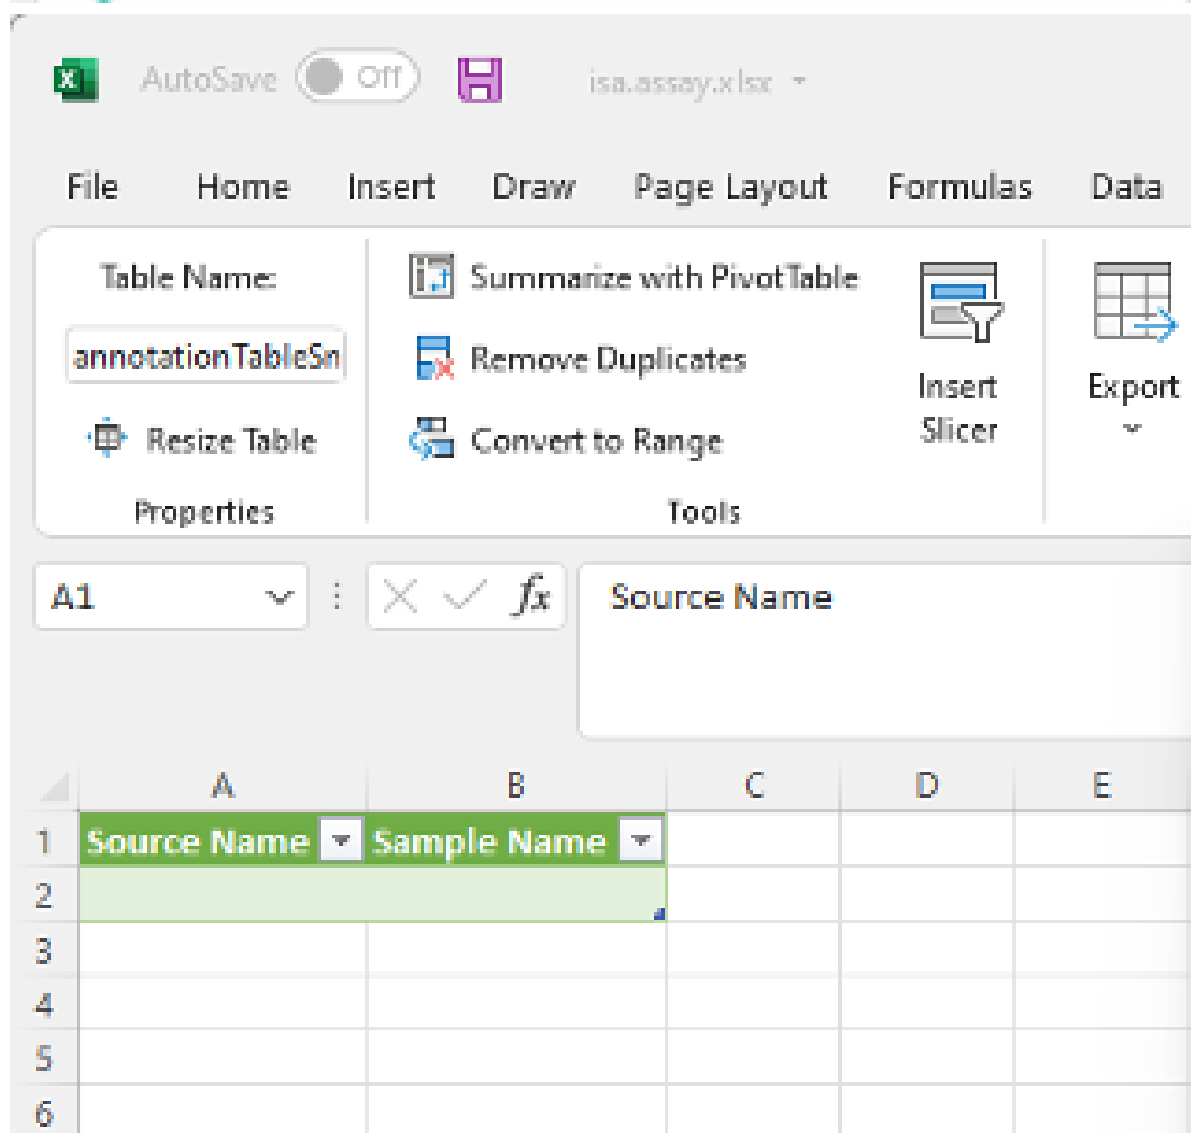 AutoSave Off isa.assay.xlsx
File Home Insert Draw Page Layout Formulas Data
Table Name:
annotationTableSn
Resize Table
Properties
Summarize with PivotTable
Remove Duplicates
Convert to Range
Tools
Insert
Slicer
Export
A1 fx Source Name
A B C D E
1 Source Name Sample Name
2
3
4
5
6